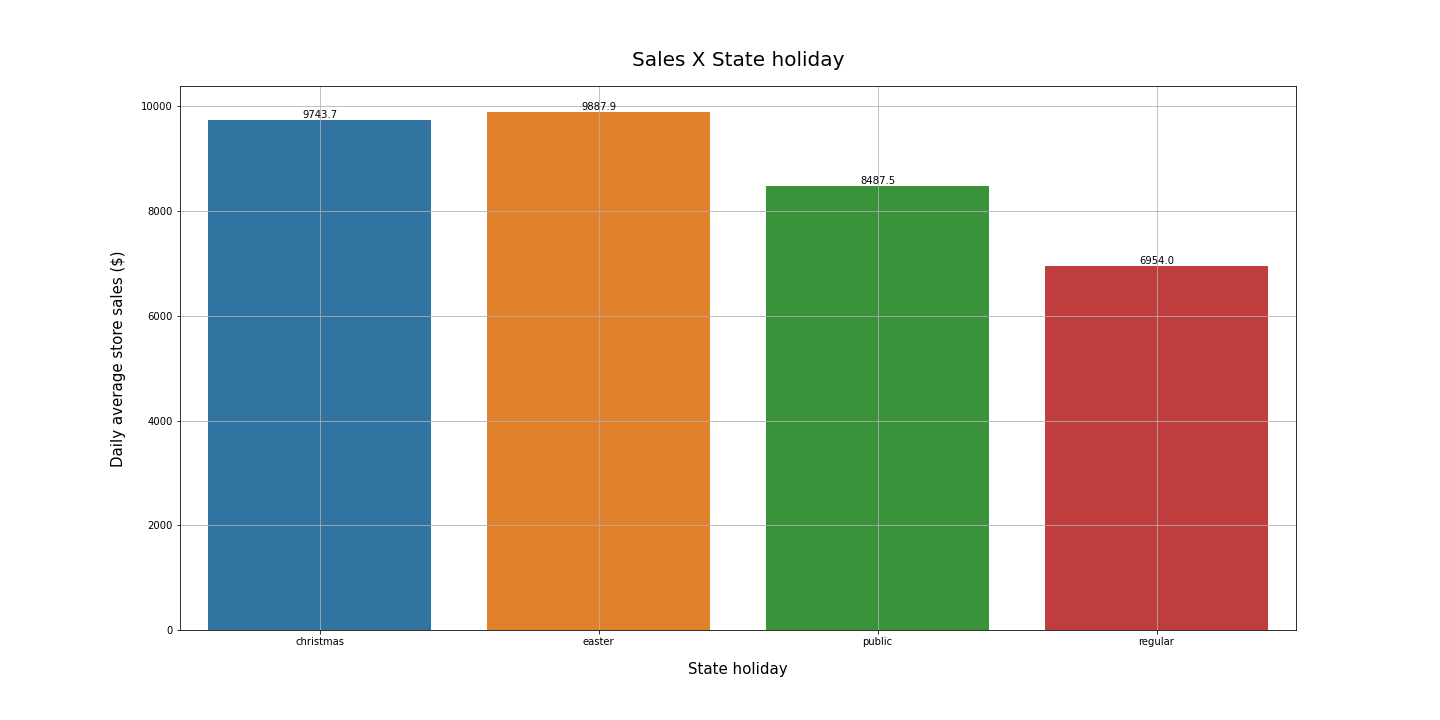 Sales X State holiday
10000
8000
6000
4000
2000
0
Daily average store sales ($)
9743.7
9887.9
8487.5
6954.0
christmas
easter
public
regular
State holiday